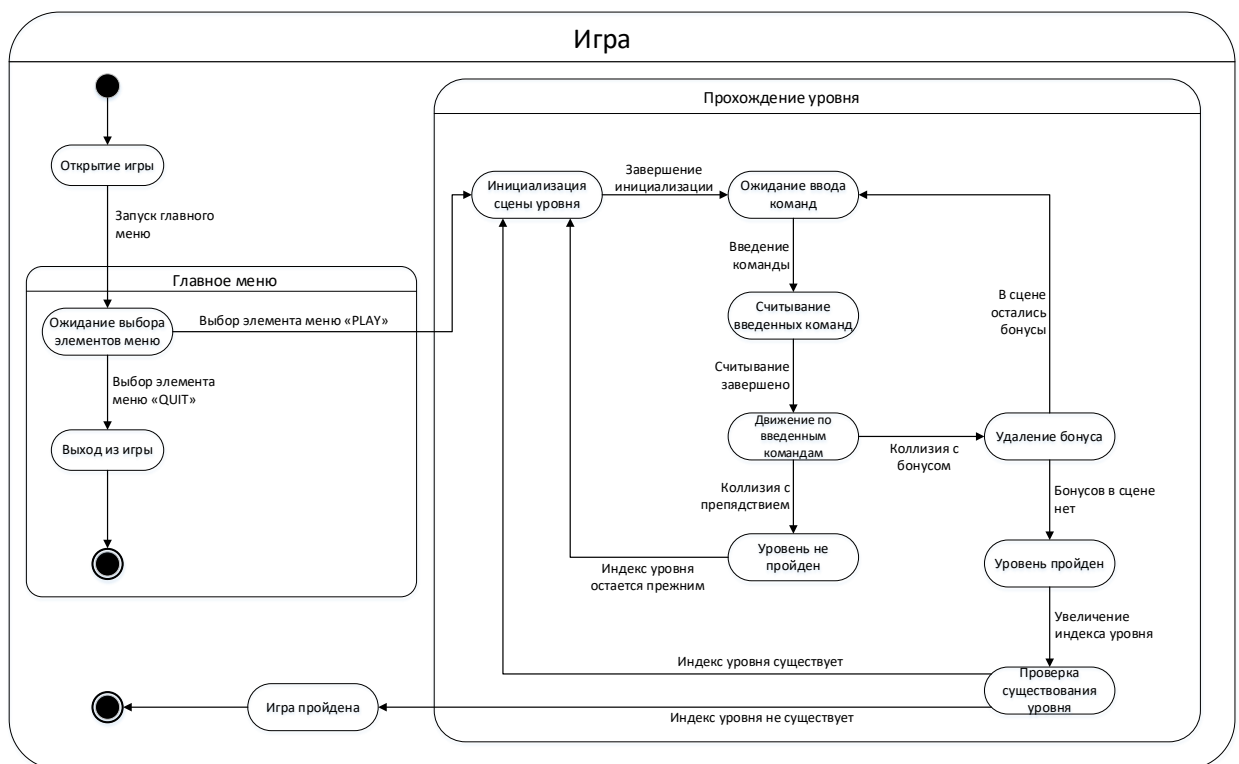 Игра
Прохождение уровня
Открытие игры
Запуск главного
меню
Главное меню
Ожидание выбора
элементов меню
Выбор элемента меню «PLAY»
Выбор элемента
меню «QUIT»
Выход из игры
Инициализация
сцены уровня
Завершение
инициализации
Ожидание ввода
команд
Введение
команды
Считывание
введенных команд
В сцене
остались
бонусы
Считывание
завершено
Движение по
введенным
командам
Коллизия с
бонусом
Удаление бонуса
Коллизия с
препядствием
Бонусов в сцене
нет
Уровень не
пройден
Индекс уровня
остается прежним
Уровень пройден
Увеличение
индекса уровня
Индекс уровня существует
Проверка
существования
уровня
Игра пройдена
Индекс уровня не существует